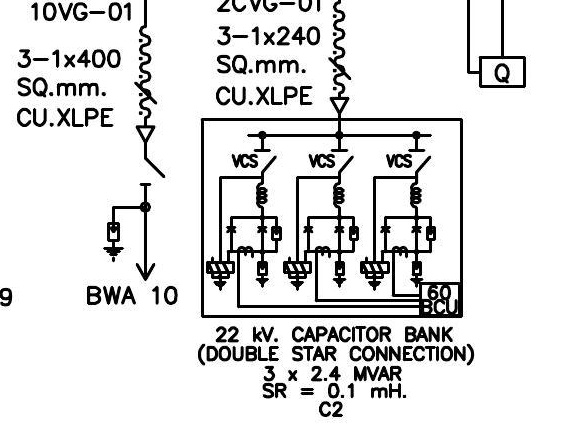 10VG-01
3-1x400
SQ.mm.
CU.XLPE
2CVG-01
3-1x240
SQ.mm.
CU.XLPE
Q
VCS
VCS
VCS
60
BCU
9
BWA 10
22 kV. CAPACITOR BANK
(DOUBLE STAR CONNECTION)
3 x 2.4 MVAR
SR = 0.1 mH.
C2